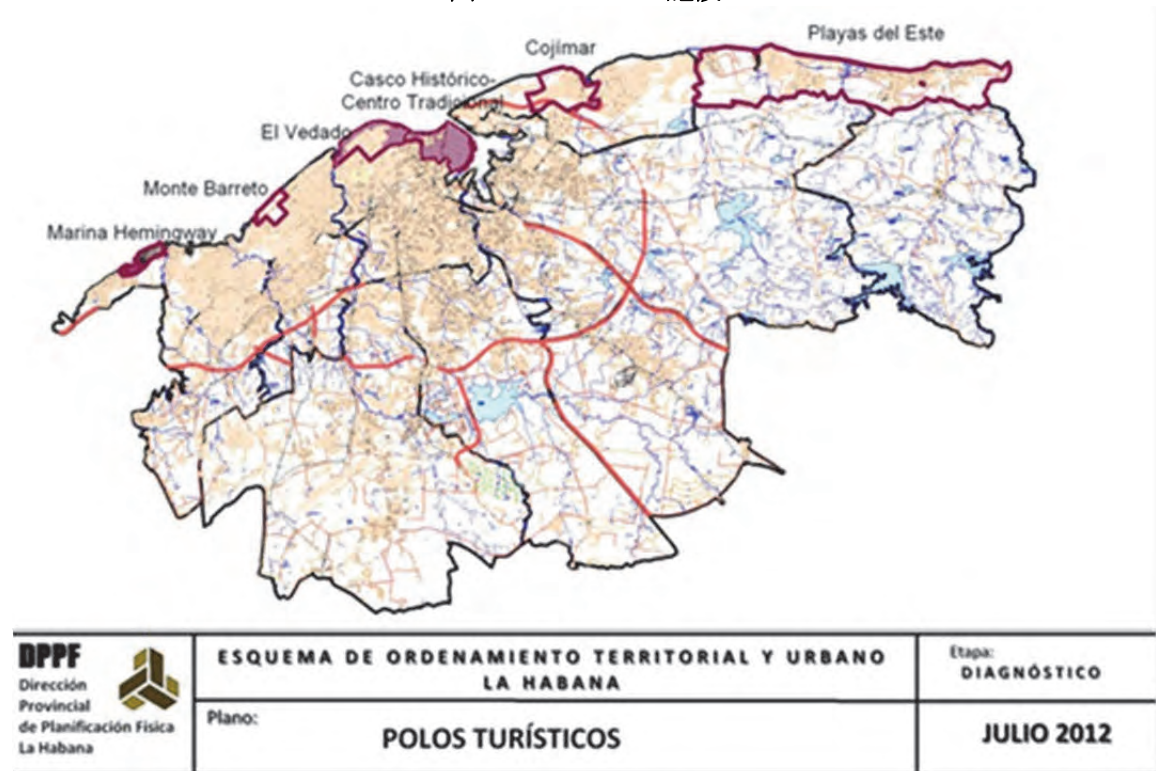 Playas del Este
Cojímar
Casco Histórico-
Centro Tradicional
El Vedado
Monte Barreto
Marina Hemingway
DPPF
Dirección
Provincial
de Planificación Física
La Habana
ESQUEMA DE ORDENAMIENTO TERRITORIAL Y URBANO
LA HABANA
Etapa:
DIAGNÓSTICO
Plano:
POLOS TURÍSTICOS
JULIO 2012